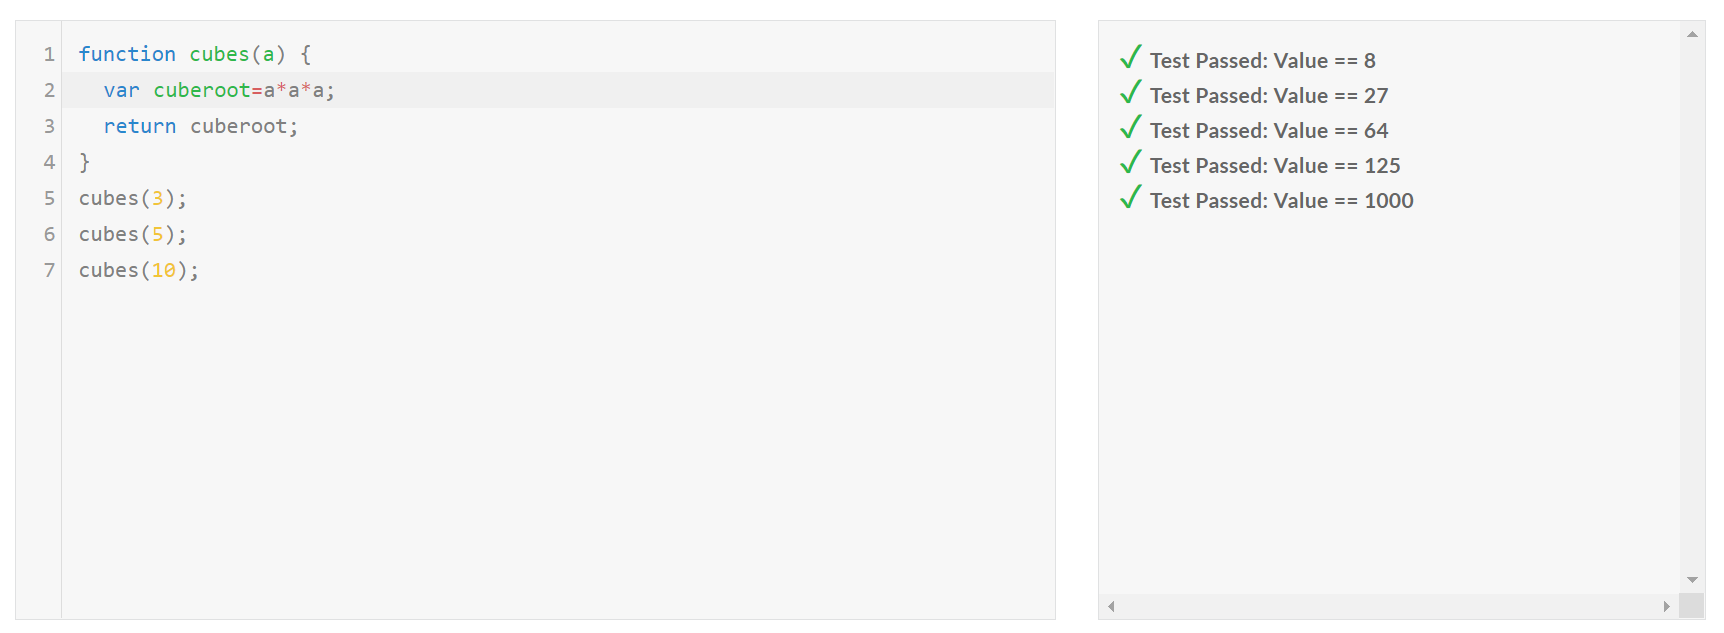 1 function cubes(a) {
2 var cuberoot=a*a*a;
3 return cuberoot;
4 }
5 cubes(3);
6 cubes(5);
7 cubes(10);
✓ Test Passed: Value == 8
✓ Test Passed: Value == 27
✓ Test Passed: Value == 64
✓ Test Passed: Value == 125
✓ Test Passed: Value == 1000